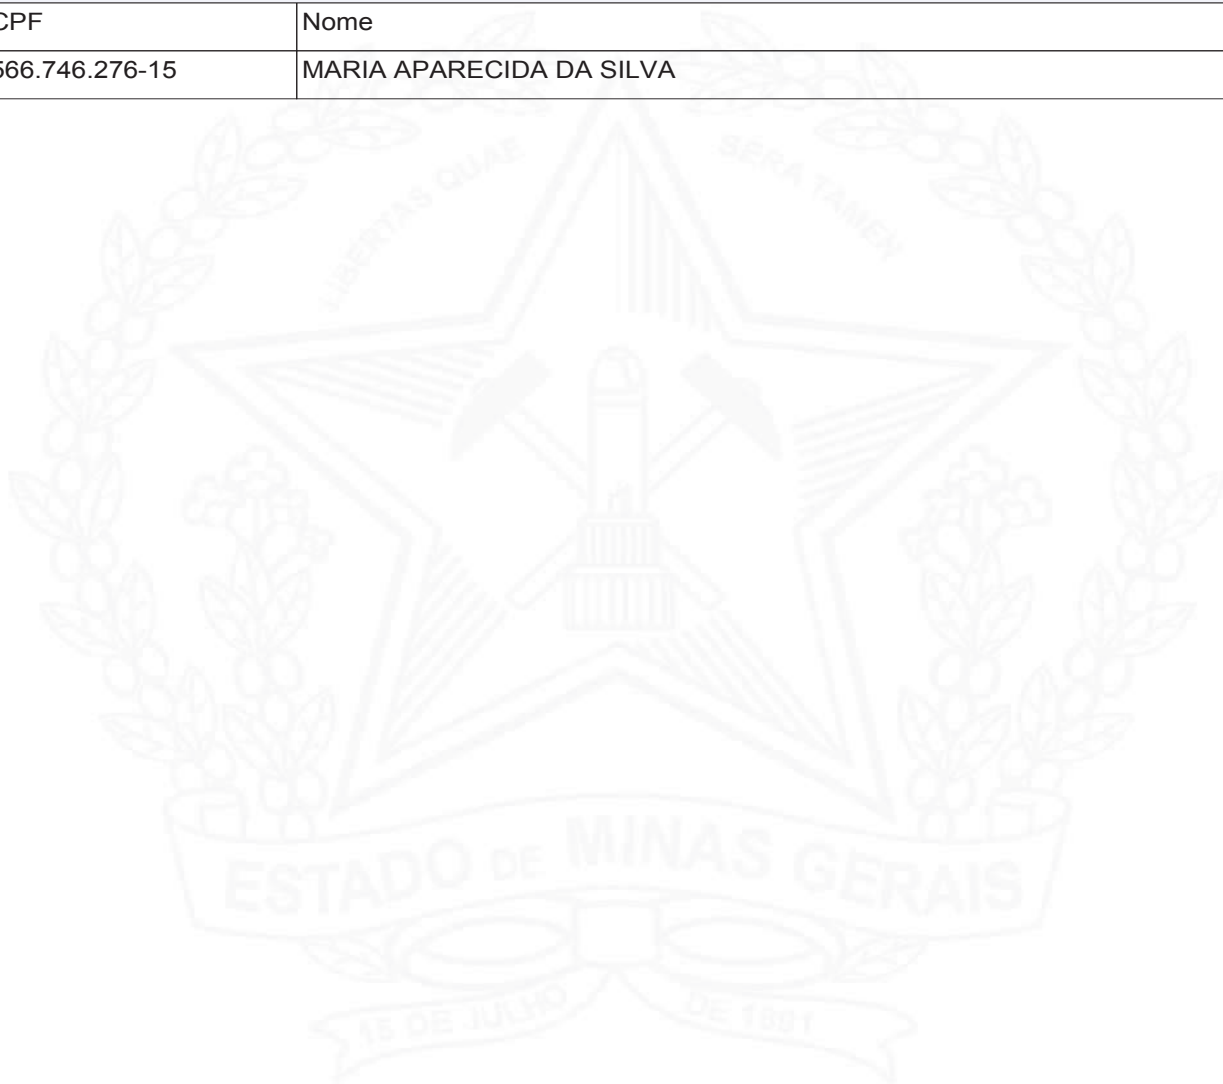 CPF Nome
566.746.276-15 MARIA APARECIDA DA SILVA
LIBERTAS QUAE SERA TAMEN
ESTADO DE MINAS GERAIS
15 DE JULHO DE 1891